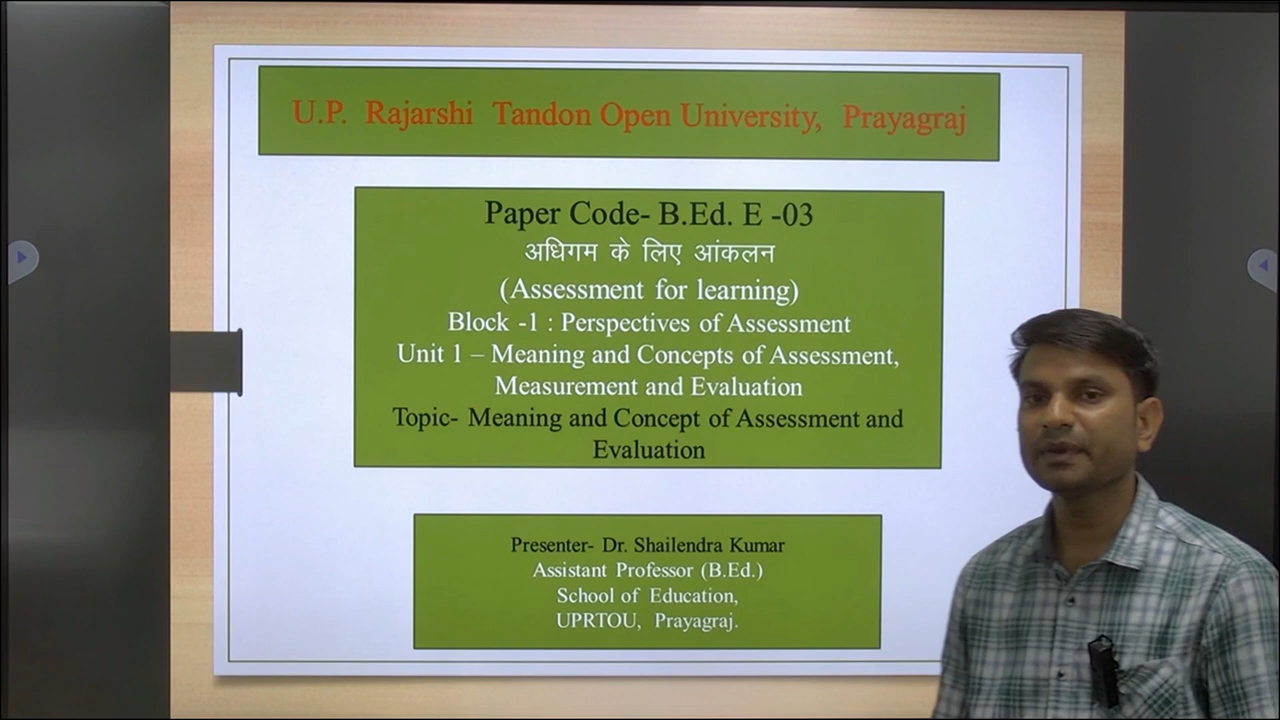 U.P. Rajarshi Tandon Open University, Prayagraj
Paper Code- B.Ed. E -03
अधिगम के लिए आंकलन
(Assessment for learning)
Block -1 : Perspectives of Assessment
Unit 1 – Meaning and Concepts of Assessment,
Measurement and Evaluation
Topic- Meaning and Concept of Assessment and
Evaluation
Presenter- Dr. Shailendra Kumar
Assistant Professor (B.Ed.)
School of Education,
UPRTOU, Prayagraj.